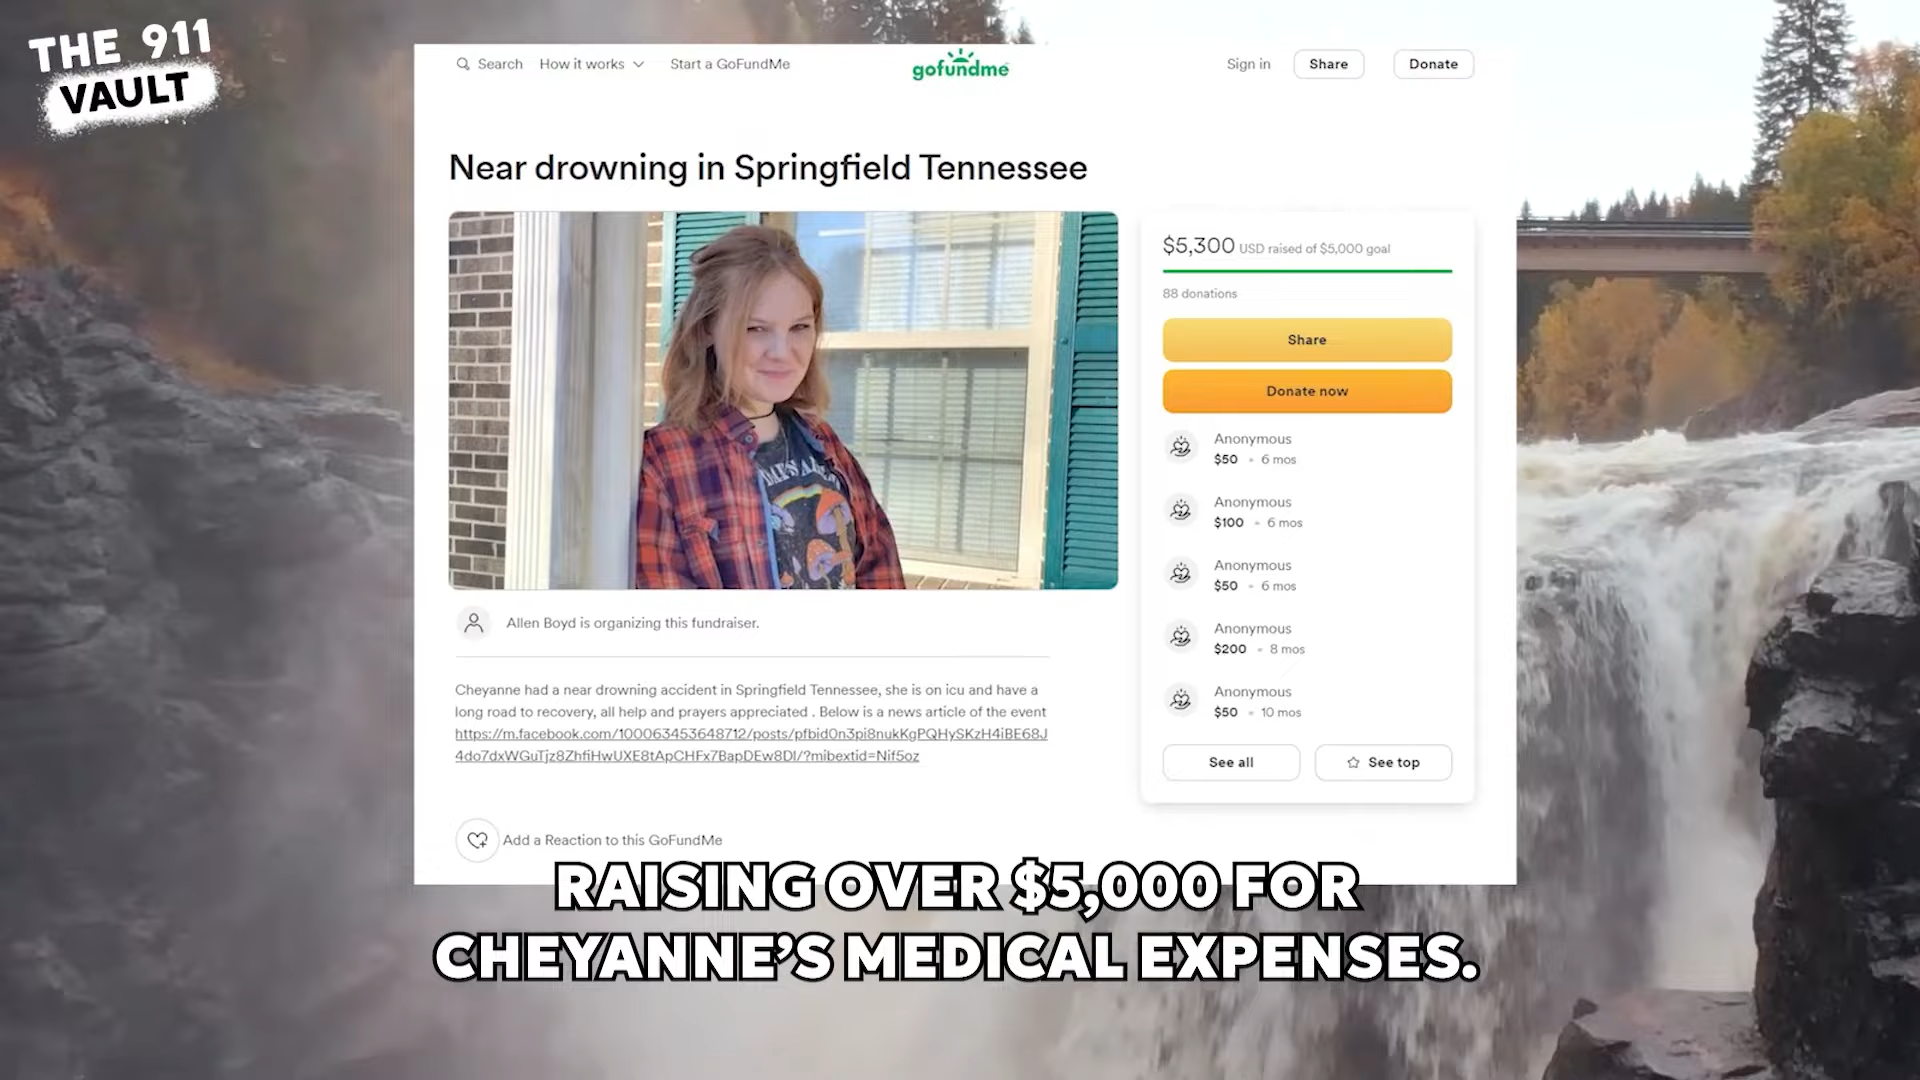 THE 911
VAULT
Search How it works Start a GoFundMe gofundme Sign in Share Donate
Near drowning in Springfield Tennessee
$5,300 USD raised of $5,000 goal
88 donations
Share
Donate now
Anonymous
$50 • 6 mos
Anonymous
$100 • 6 mos
Anonymous
$50 • 6 mos
Anonymous
$200 • 8 mos
Anonymous
$50 • 10 mos
See all See top
Allen Boyd is organizing this fundraiser.
Cheyanne had a near drowning accident in Springfield Tennessee, she is on icu and have a
long road to recovery, all help and prayers appreciated . Below is a news article of the event
https://m.facebook.com/100063453648712/posts/pfbid0n3pi8nukKgPQHySKzH4iBE68J
4do7dxWGuTjz8ZhfiHwUXE8tApCHFx7BapDEw8Dl/?mibextid=Nif5oz
Add a Reaction to this GoFundMe
RAISING OVER $5,000 FOR
CHEYANNE'S MEDICAL EXPENSES.